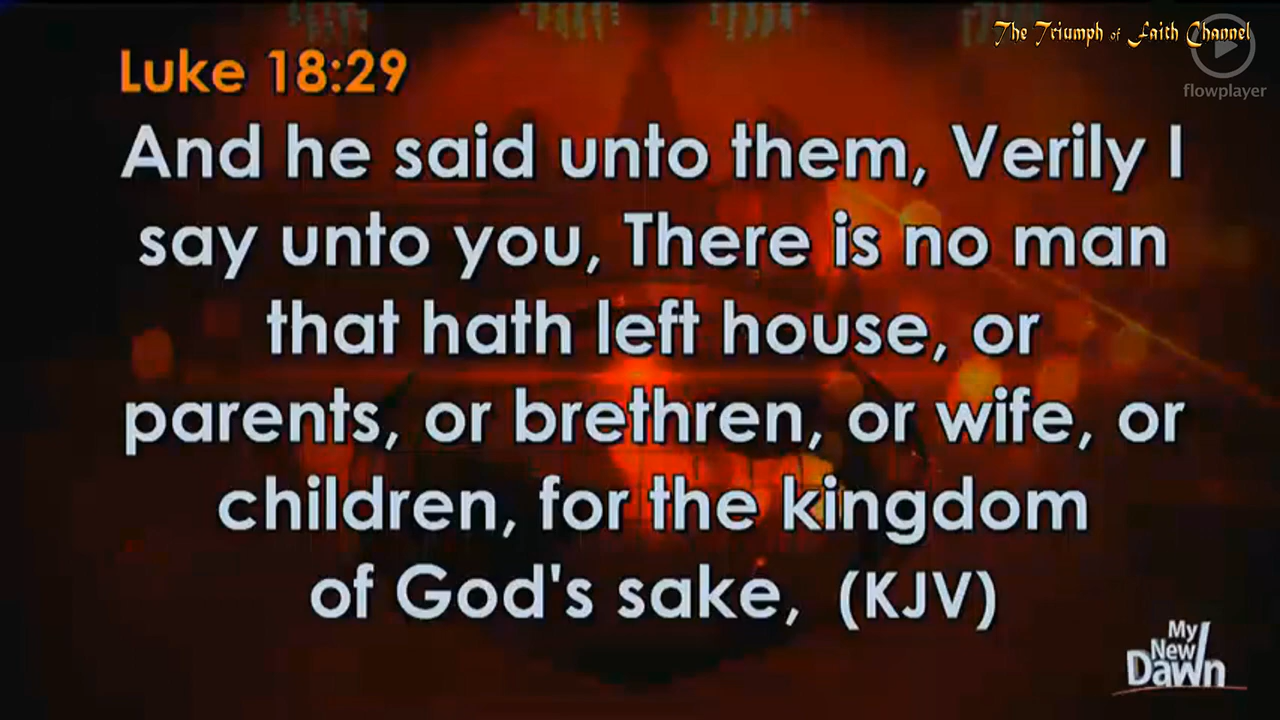 The Triumph of Faith Channel
flowplayer
Luke 18:29
And he said unto them, Verily I
say unto you, There is no man
that hath left house, or
parents, or brethren, or wife, or
children, for the kingdom
of God's sake, (KJV)
My
New
Dawn